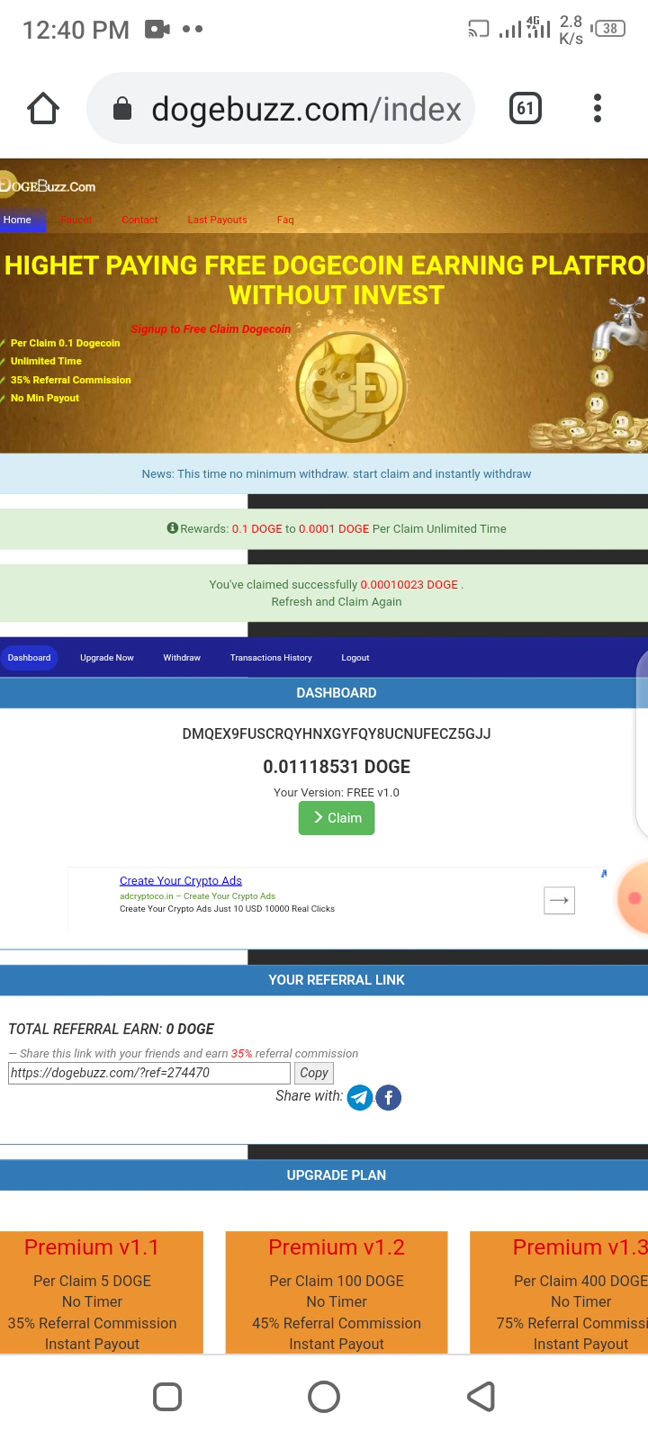 12:40 PM
4G
2.8
K/s
38
dogebuzz.com/index
61
DOGEBuzz.Com
Home Faucet Contact Last Payouts Faq
HIGHET PAYING FREE DOGECOIN EARNING PLATFRO
WITHOUT INVEST
Signup to Free Claim Dogecoin
Per Claim 0.1 Dogecoin
Unlimited Time
35% Referral Commission
No Min Payout
News: This time no minimum withdraw. start claim and instantly withdraw
Rewards: 0.1 DOGE to 0.0001 DOGE Per Claim Unlimited Time
You've claimed successfully 0.00010023 DOGE .
Refresh and Claim Again
Dashboard Upgrade Now Withdraw Transactions History Logout
DASHBOARD
DMQEX9FUSCRQYHNXGYFQY8UCNUFECZ5GJJ
0.01118531 DOGE
Your Version: FREE v1.0
Claim
Create Your Crypto Ads
adcryptoco.in – Create Your Crypto Ads
Create Your Crypto Ads Just 10 USD 10000 Real Clicks
YOUR REFERRAL LINK
TOTAL REFERRAL EARN: 0 DOGE
— Share this link with your friends and earn 35% referral commission
https://dogebuzz.com/?ref=274470 Copy
Share with:
UPGRADE PLAN
Premium v1.1
Per Claim 5 DOGE
No Timer
35% Referral Commission
Instant Payout
Premium v1.2
Per Claim 100 DOGE
No Timer
45% Referral Commission
Instant Payout
Premium v1.3
Per Claim 400 DOGE
No Timer
75% Referral Commissi
Instant Payout